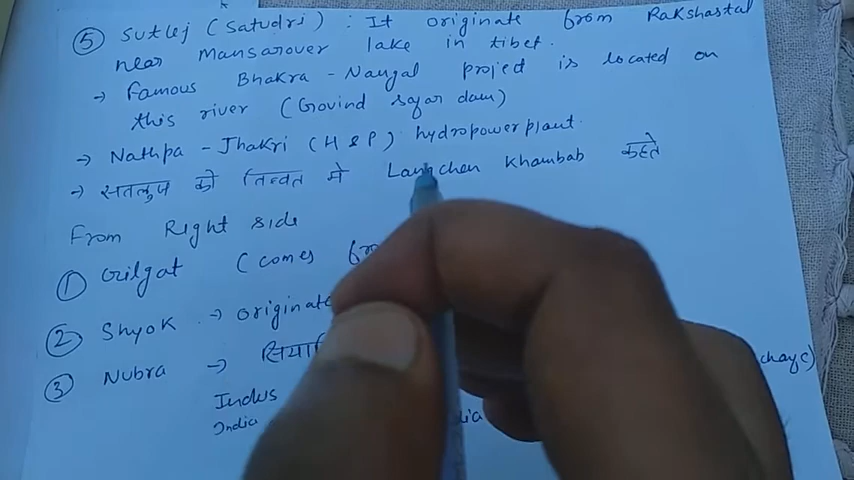 ⑤ Sutlej (Satudri) : It originate from Rakshastal
near Mansarover lake in tibet.
→ Famous Bhakra - Nangal project is located on
this river (Govind sagar dam)
→ Nathpa - Jhakri (H & P) hydropower plant.
→ सतलुज को तिब्बत मे Langchen Khambab कहते
From Right side
① Gilgat (comes
② Shyok → originate
③ Nubra →
Indus
India